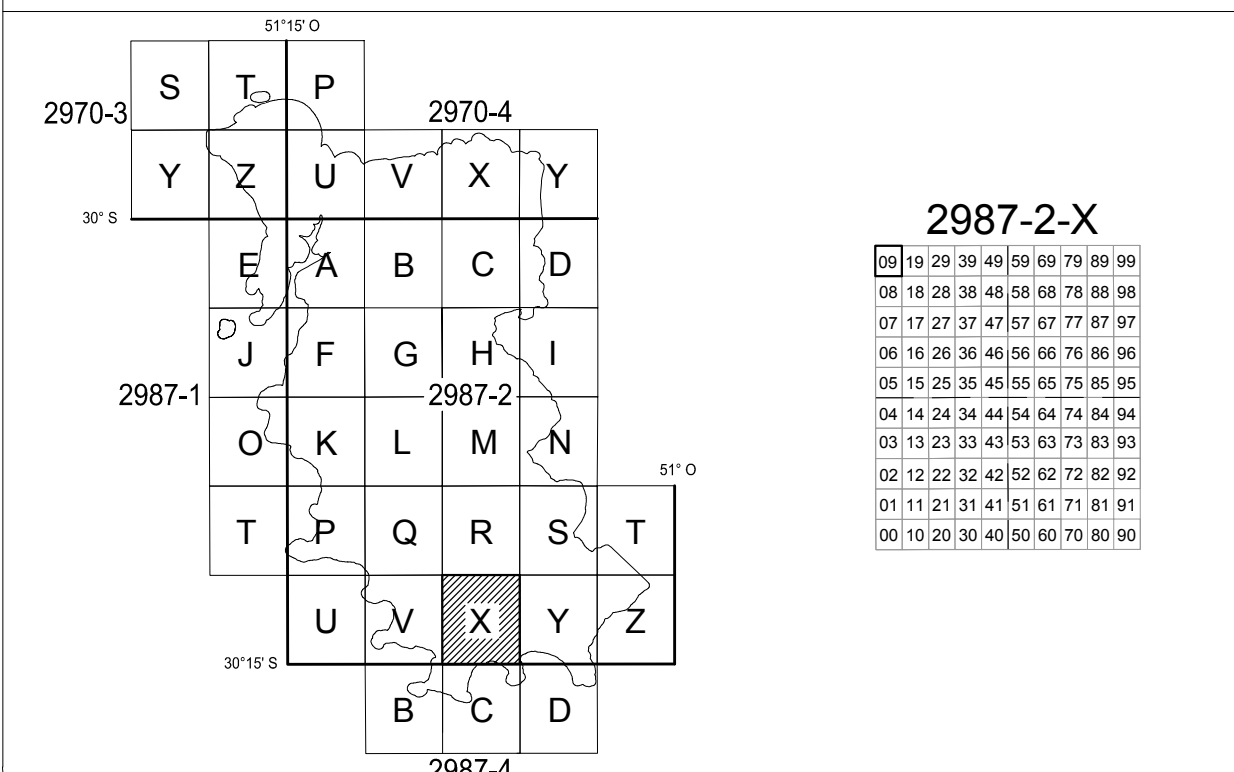 51°15' O
S T P
2970-3
2970-4
Y Z U V X Y
30° S
E A B C D
J F G H I
2987-1
2987-2
O K L M N
51° O
T P Q R S T
U V X Y Z
30°15' S
B C D
2987-4
2987-2-X
09 19 29 39 49 59 69 79 89 99
08 18 28 38 48 58 68 78 88 98
07 17 27 37 47 57 67 77 87 97
06 16 26 36 46 56 66 76 86 96
05 15 25 35 45 55 65 75 85 95
04 14 24 34 44 54 64 74 84 94
03 13 23 33 43 53 63 73 83 93
02 12 22 32 42 52 62 72 82 92
01 11 21 31 41 51 61 71 81 91
00 10 20 30 40 50 60 70 80 90